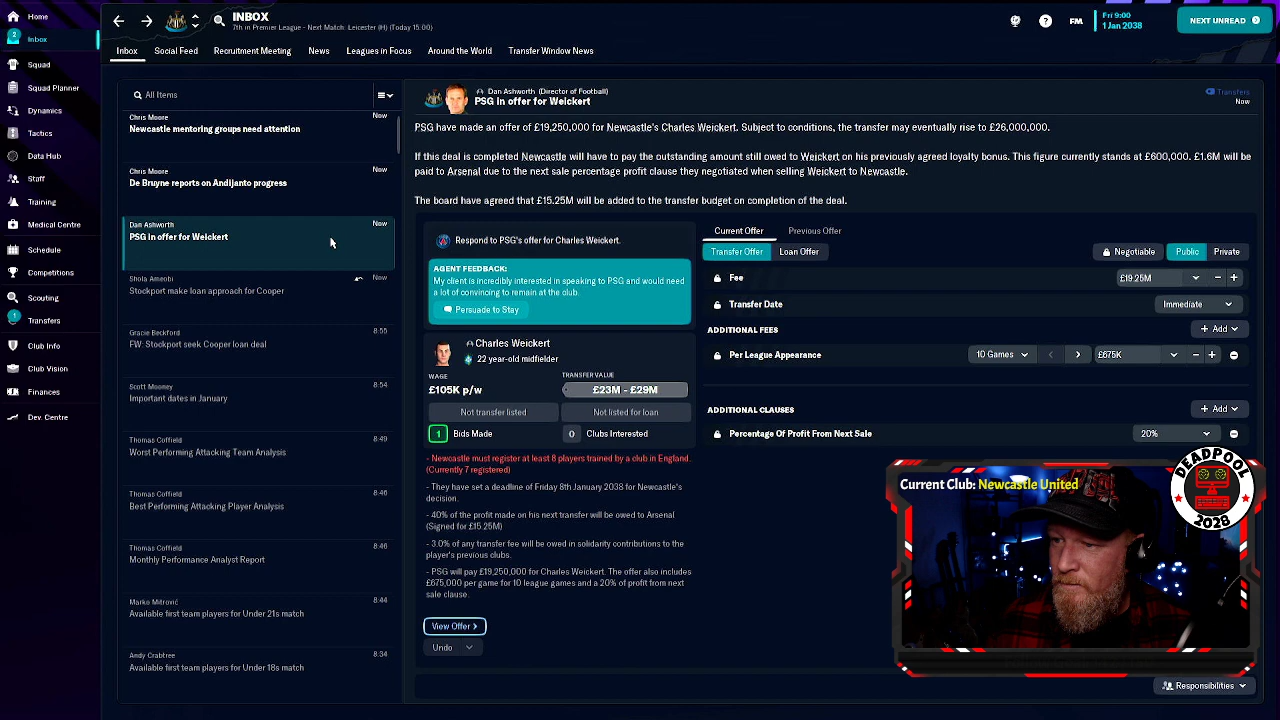 Home
2
Inbox
Squad
Squad Planner
Dynamics
Tactics
Data Hub
Staff
Training
Medical Centre
Schedule
Competitions
Scouting
1
Transfers
Club Info
Club Vision
Finances
Dev. Centre
INBOX
7th in Premier League - Next Match: Leicester (H) (Today 15:00)
FM
Fri 9:00
1 Jan 2038
NEXT UNREAD
Inbox
Social Feed
Recruitment Meeting
News
Leagues in Focus
Around the World
Transfer Window News
All Items
Chris Moore
Now
Newcastle mentoring groups need attention
Chris Moore
Now
De Bruyne reports on Andijanto progress
Dan Ashworth
Now
PSG in offer for Weickert
Shola Ameobi
Now
Stockport make loan approach for Cooper
Gracie Beckford
8:55
FW: Stockport seek Cooper loan deal
Scott Mooney
8:54
Important dates in January
Thomas Coffield
8:49
Worst Performing Attacking Team Analysis
Thomas Coffield
8:46
Best Performing Attacking Player Analysis
Thomas Coffield
8:46
Monthly Performance Analyst Report
Marko Mitrović
8:44
Available first team players for Under 21s match
Andy Crabtree
8:34
Available first team players for Under 18s match
Dan Ashworth (Director of Football)
PSG in offer for Weickert
Transfers
Now
PSG have made an offer of £19,250,000 for Newcastle's Charles Weickert. Subject to conditions, the transfer may eventually rise to £26,000,000.
If this deal is completed Newcastle will have to pay the outstanding amount still owed to Weickert on his previously agreed loyalty bonus. This figure currently stands at £600,000. £1.6M will be
paid to Arsenal due to the next sale percentage profit clause they negotiated when selling Weickert to Newcastle.
The board have agreed that £15.25M will be added to the transfer budget on completion of the deal.
Respond to PSG's offer for Charles Weickert.
AGENT FEEDBACK:
My client is incredibly interested in speaking to PSG and would need
a lot of convincing to remain at the club.
Persuade to Stay
Charles Weickert
22 year-old midfielder
WAGE
TRANSFER VALUE
£105K p/w
£23M - £29M
Not transfer listed
Not listed for loan
1 Bids Made
0 Clubs Interested
- Newcastle must register at least 8 players trained by a club in England.
(Currently 7 registered)
- They have set a deadline of Friday 8th January 2038 for Newcastle's
decision.
- 40% of the profit made on his next transfer will be owed to Arsenal
(Signed for £15.25M)
- 3.0% of any transfer fee will be owed in solidarity contributions to the
player's previous clubs.
- PSG will pay £19,250,000 for Charles Weickert. The offer also includes
£675,000 per game for 10 league games and a 20% of profit from next
sale clause.
View Offer
Undo
Current Offer
Previous Offer
Transfer Offer
Loan Offer
Negotiable
Public
Private
Fee
£19.25M
Transfer Date
Immediate
ADDITIONAL FEES
+ Add
Per League Appearance
10 Games
£675K
ADDITIONAL CLAUSES
+ Add
Percentage Of Profit From Next Sale
20%
Current Club: Newcastle United
DEADPOOL
2028
Responsibilities